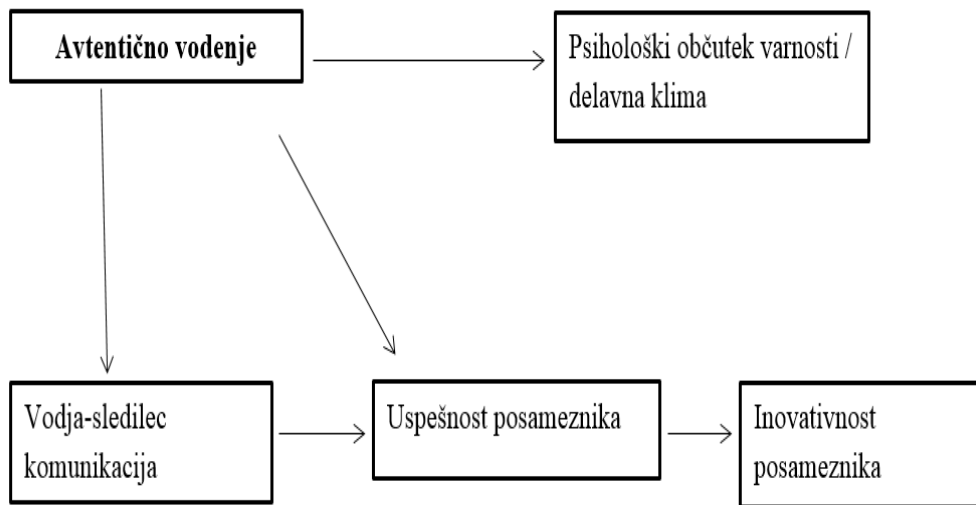 Avtentično vodenje
Psihološki občutek varnosti /
delavna klima
Vodja-sledilec
komunikacija
Uspešnost posameznika
Inovativnost
posameznika